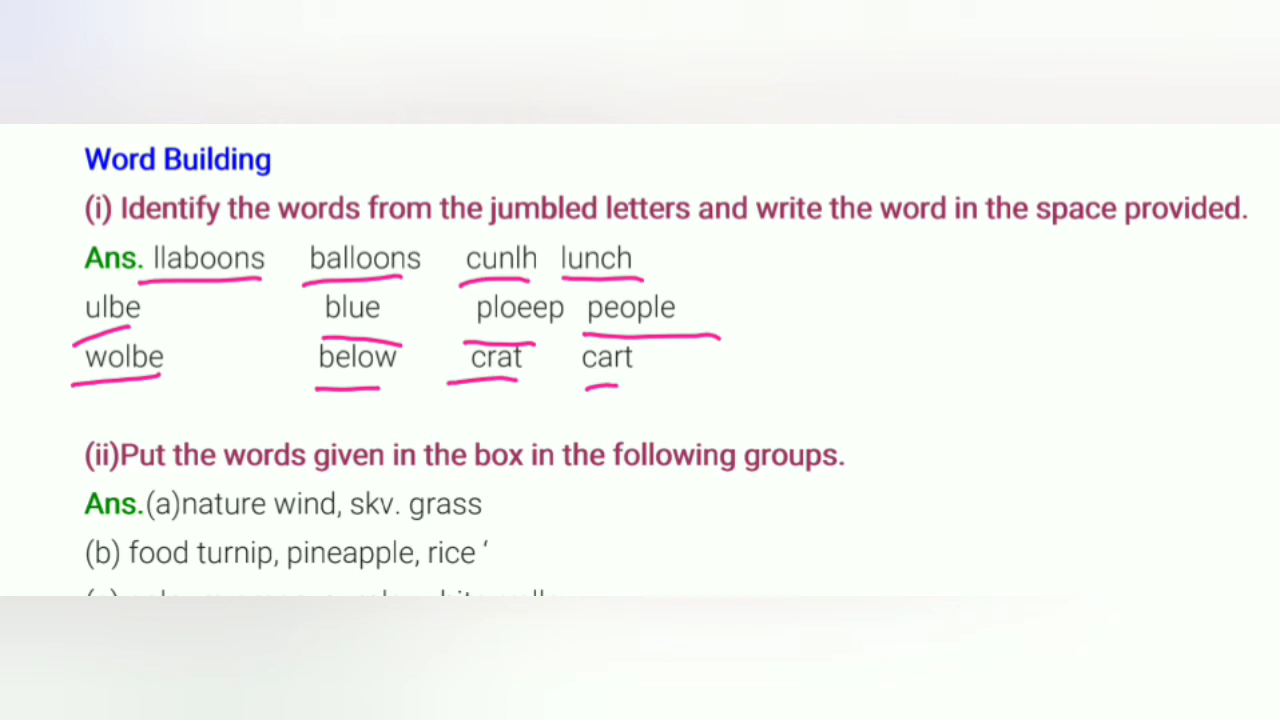 Word Building
(i) Identify the words from the jumbled letters and write the word in the space provided.
Ans. llaboons balloons cunlh lunch
ulbe blue ploeep people
wolbe below crat cart
(ii)Put the words given in the box in the following groups.
Ans.(a)nature wind, skv. grass
(b) food turnip, pineapple, rice ‘